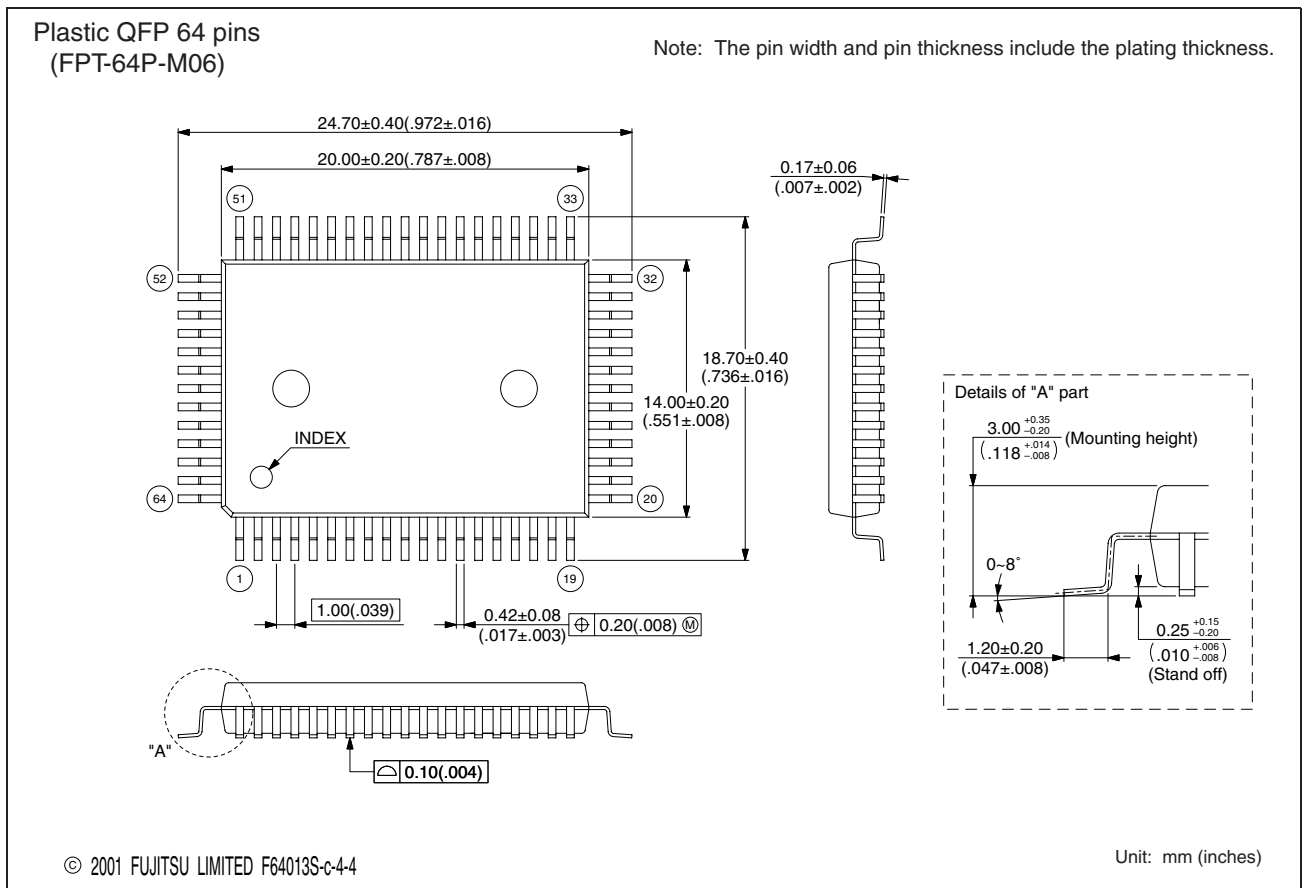 Plastic QFP 64 pins
(FPT-64P-M06)
Note: The pin width and pin thickness include the plating thickness.
24.70±0.40(.972±.016)
20.00±0.20(.787±.008)
0.17±0.06
(.007±.002)
51
33
52
32
18.70±0.40
(.736±.016)
14.00±0.20
(.551±.008)
INDEX
64
20
1
19
1.00(.039)
0.42±0.08
(.017±.003)
⌖ 0.20(.008) Ⓜ
Details of "A" part
3.00 +0.35 −0.20
(.118 +.014 −.008)
(Mounting height)
0~8°
1.20±0.20
(.047±.008)
0.25 +0.15 −0.20
(.010 +.006 −.008)
(Stand off)
"A"
⌓ 0.10(.004)
© 2001 FUJITSU LIMITED F64013S-c-4-4
Unit: mm (inches)